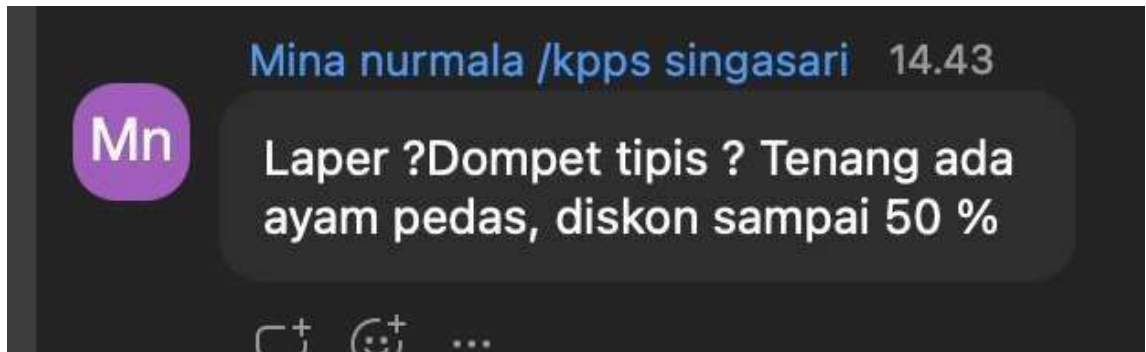 Mina nurmala /kpps singasari 14.43
Mn
Laper ?Dompet tipis ? Tenang ada
ayam pedas, diskon sampai 50 %